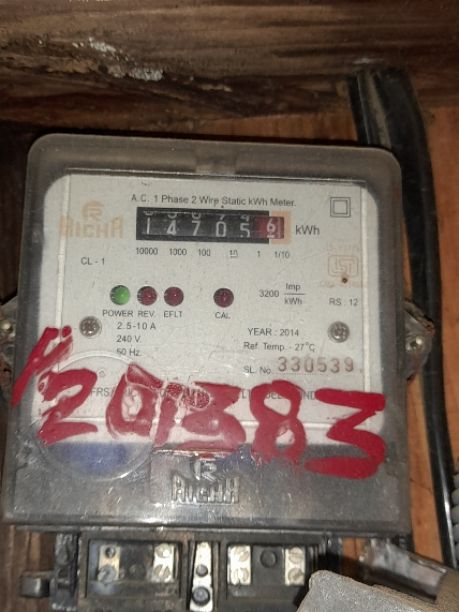 A.C. 1 Phase 2 Wire Static kWh Meter.
RICHA
147056 kWh
10000 1000 100 10 1 1/10
CL - 1
3200 Imp/kWh
RS : 12
POWER REV. EFLT CAL
2.5-10 A
240 V.
50 Hz.
YEAR : 2014
Ref. Temp. - 27°C
SL. No. 330539
201383
RICHA